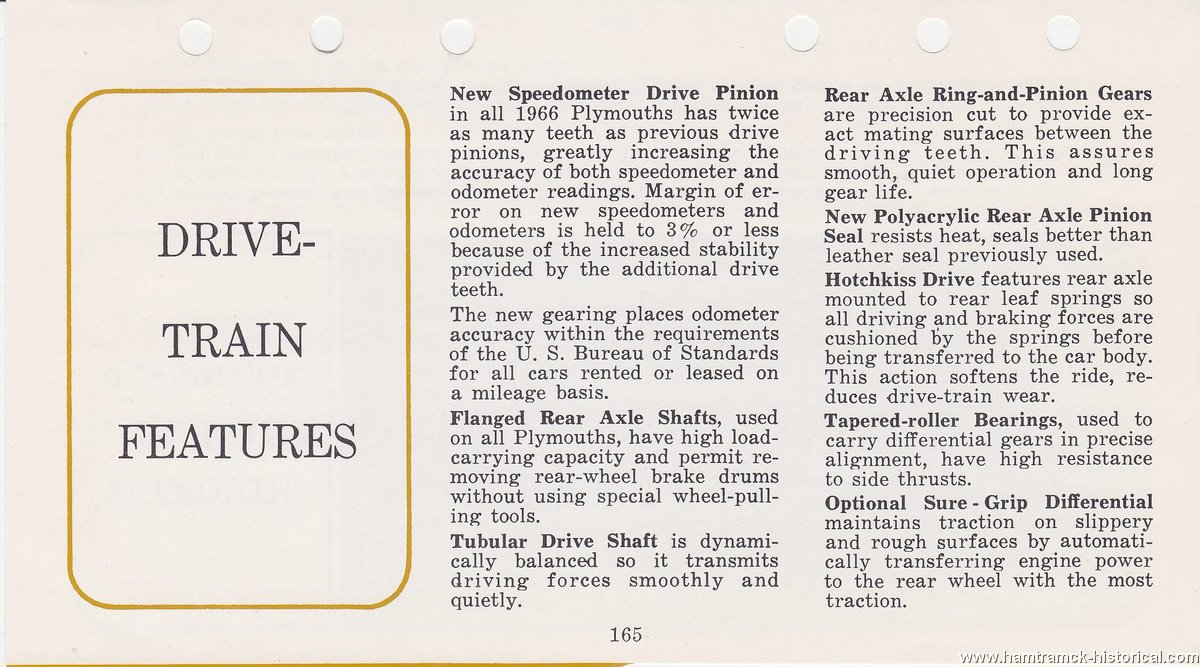 DRIVE-
TRAIN
FEATURES
New Speedometer Drive Pinion
in all 1966 Plymouths has twice
as many teeth as previous drive
pinions, greatly increasing the
accuracy of both speedometer and
odometer readings. Margin of er-
ror on new speedometers and
odometers is held to 3% or less
because of the increased stability
provided by the additional drive
teeth.
The new gearing places odometer
accuracy within the requirements
of the U. S. Bureau of Standards
for all cars rented or leased on
a mileage basis.
Flanged Rear Axle Shafts, used
on all Plymouths, have high load-
carrying capacity and permit re-
moving rear-wheel brake drums
without using special wheel-pull-
ing tools.
Tubular Drive Shaft is dynami-
cally balanced so it transmits
driving forces smoothly and
quietly.
Rear Axle Ring-and-Pinion Gears
are precision cut to provide ex-
act mating surfaces between the
driving teeth. This assures
smooth, quiet operation and long
gear life.
New Polyacrylic Rear Axle Pinion
Seal resists heat, seals better than
leather seal previously used.
Hotchkiss Drive features rear axle
mounted to rear leaf springs so
all driving and braking forces are
cushioned by the springs before
being transferred to the car body.
This action softens the ride, re-
duces drive-train wear.
Tapered-roller Bearings, used to
carry differential gears in precise
alignment, have high resistance
to side thrusts.
Optional Sure-Grip Differential
maintains traction on slippery
and rough surfaces by automati-
cally transferring engine power
to the rear wheel with the most
traction.
165
www.hamtramck-historical.com